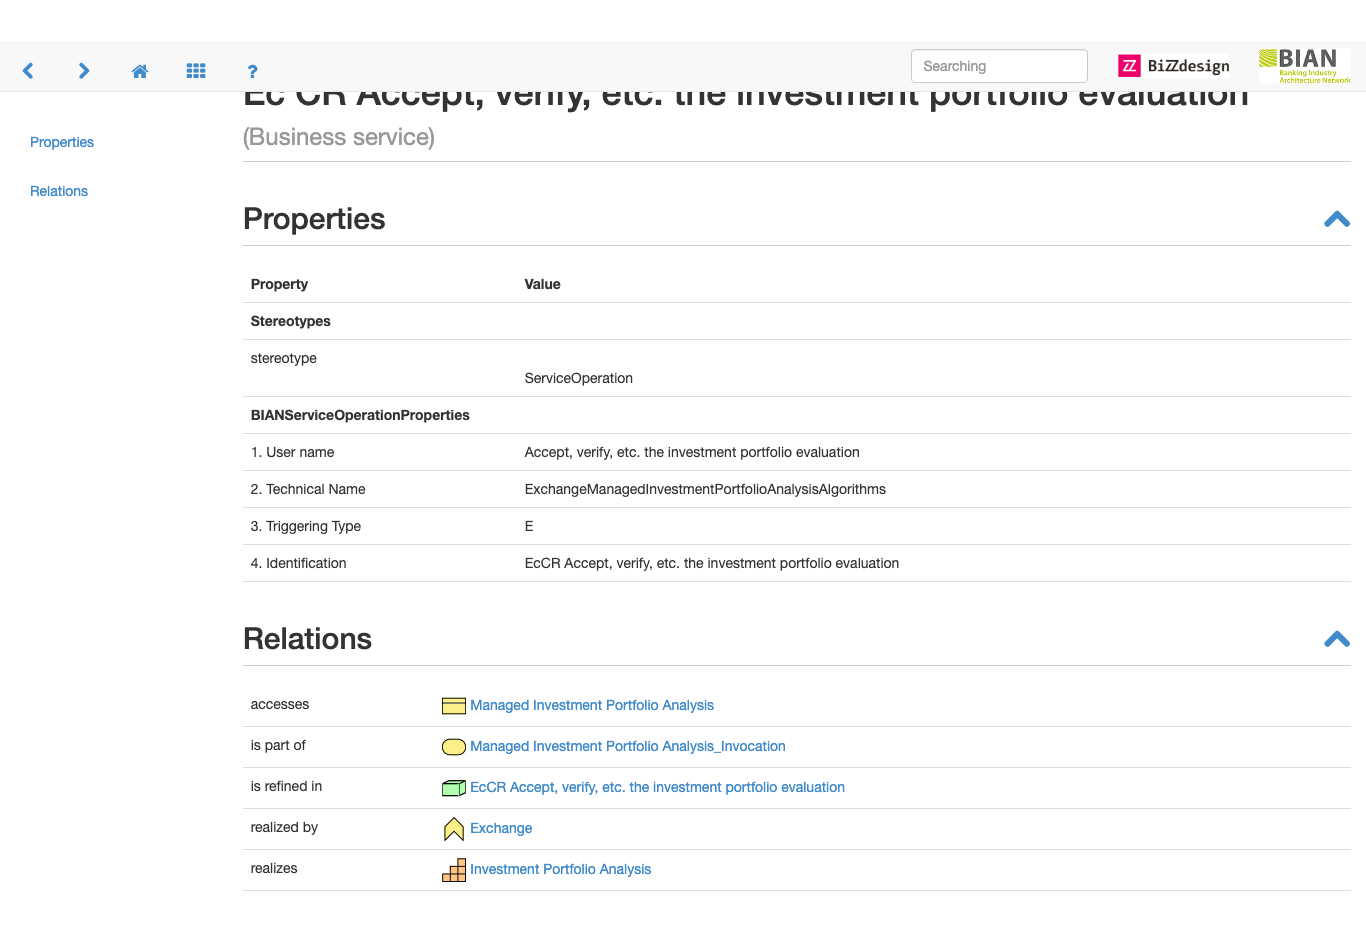 ?
Searching
BiZZdesign
BIAN
Banking Industry
Architecture Network
Ec CR Accept, verify, etc. the investment portfolio evaluation
(Business service)
Properties
Relations
Properties
Property Value
Stereotypes
stereotype
ServiceOperation
BIANServiceOperationProperties
1. User name Accept, verify, etc. the investment portfolio evaluation
2. Technical Name ExchangeManagedInvestmentPortfolioAnalysisAlgorithms
3. Triggering Type E
4. Identification EcCR Accept, verify, etc. the investment portfolio evaluation
Relations
accesses Managed Investment Portfolio Analysis
is part of Managed Investment Portfolio Analysis_Invocation
is refined in EcCR Accept, verify, etc. the investment portfolio evaluation
realized by Exchange
realizes Investment Portfolio Analysis